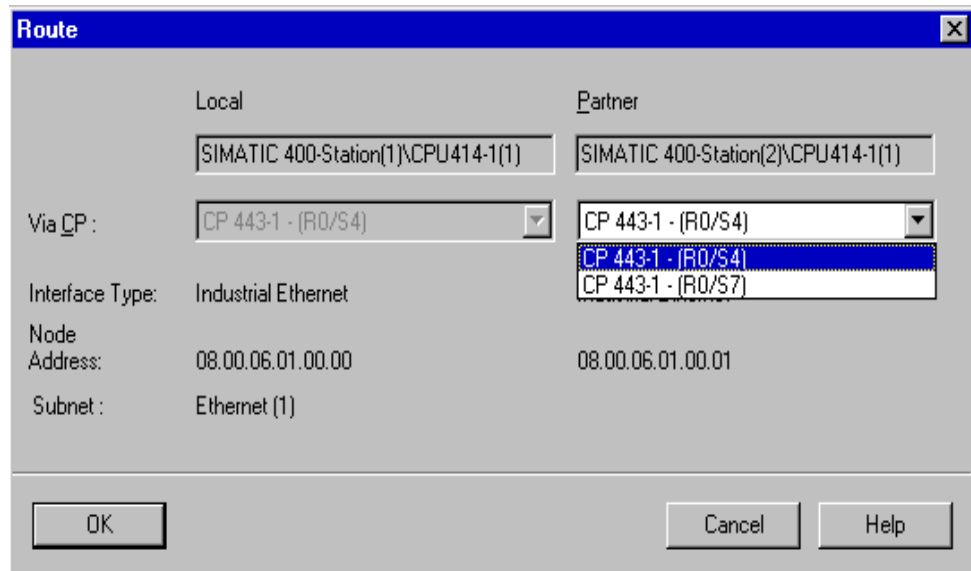 Route
Local Partner
SIMATIC 400-Station(1)\CPU414-1(1) SIMATIC 400-Station(2)\CPU414-1(1)
Via CP : CP 443-1 - (R0/S4) CP 443-1 - (R0/S4)
CP 443-1 - (R0/S4)
CP 443-1 - (R0/S7)
Interface Type: Industrial Ethernet
Node
Address: 08.00.06.01.00.00 08.00.06.01.00.01
Subnet : Ethernet (1)
OK Cancel Help